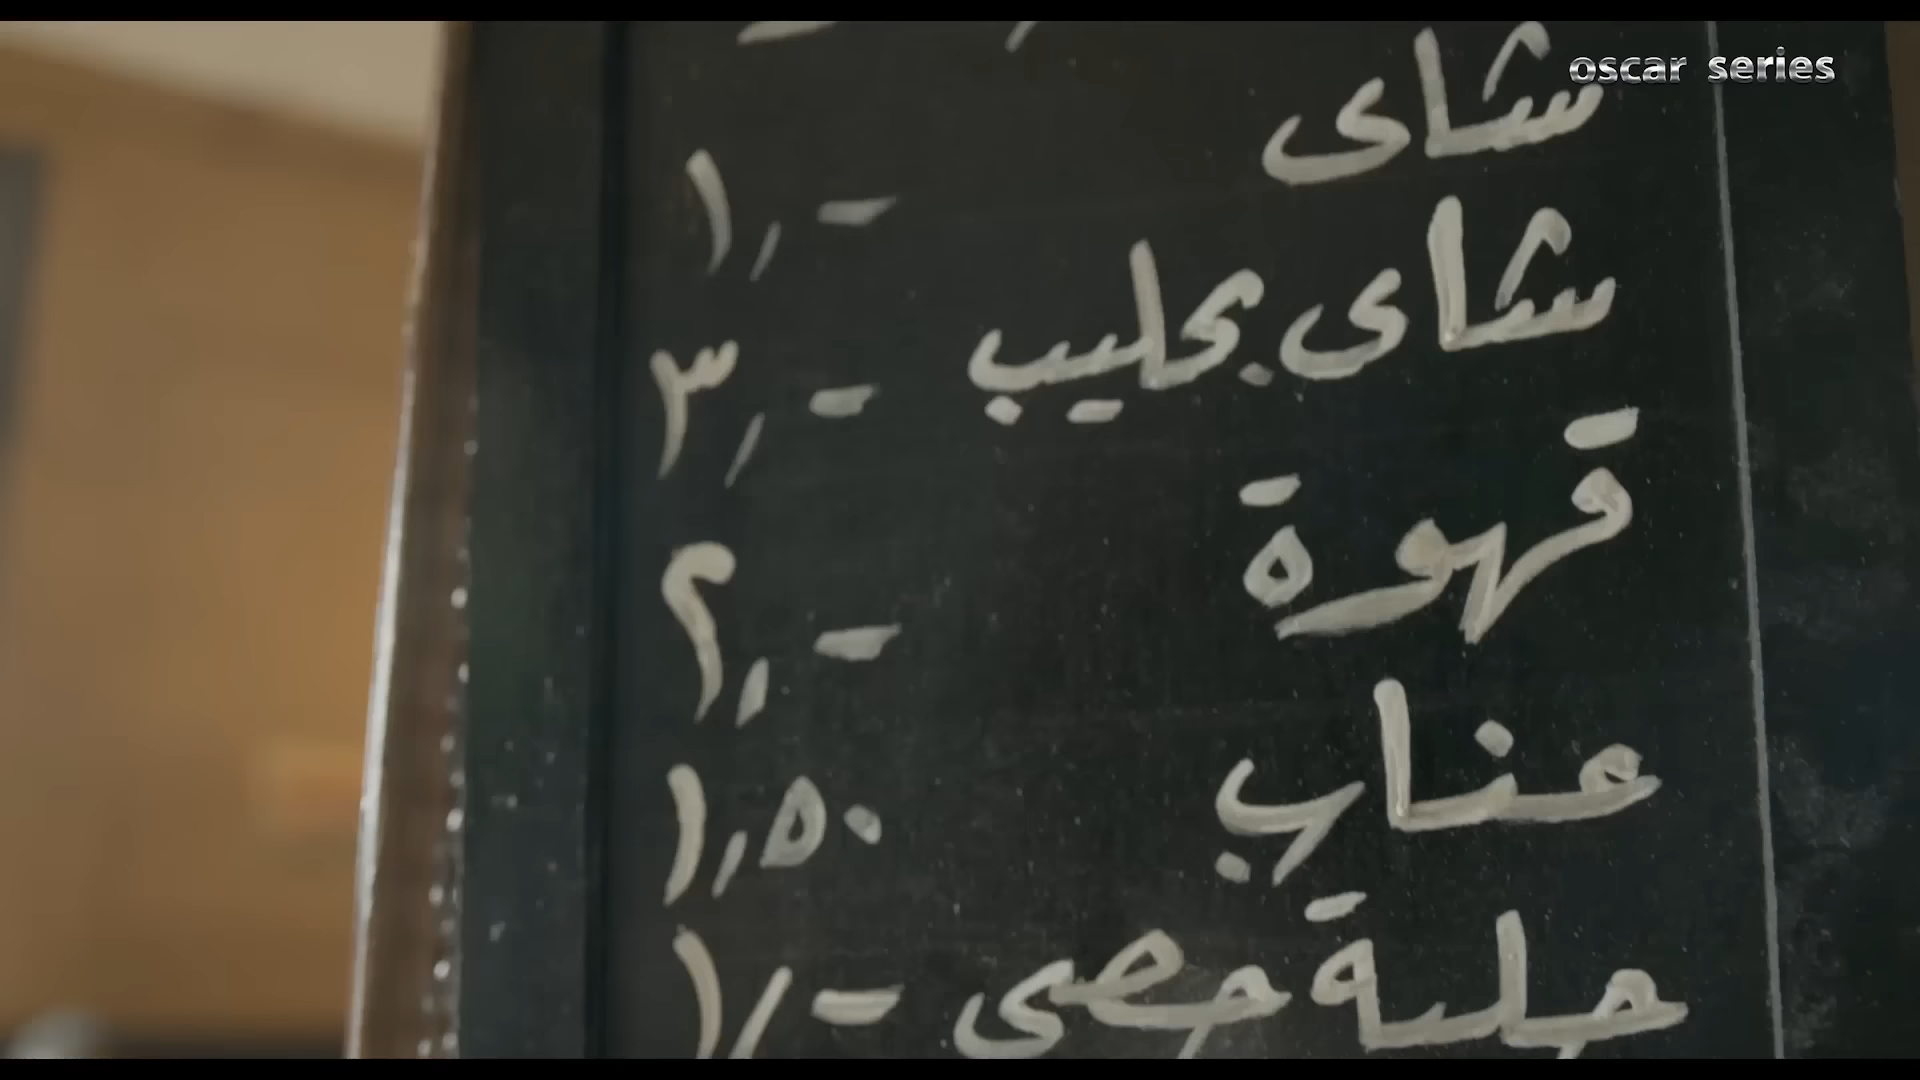 oscar series
شاى ١,-
شاى بحليب ٣,-
قهوة ٢,-
عناب ١,٥٠
حلبة حصى ١,-